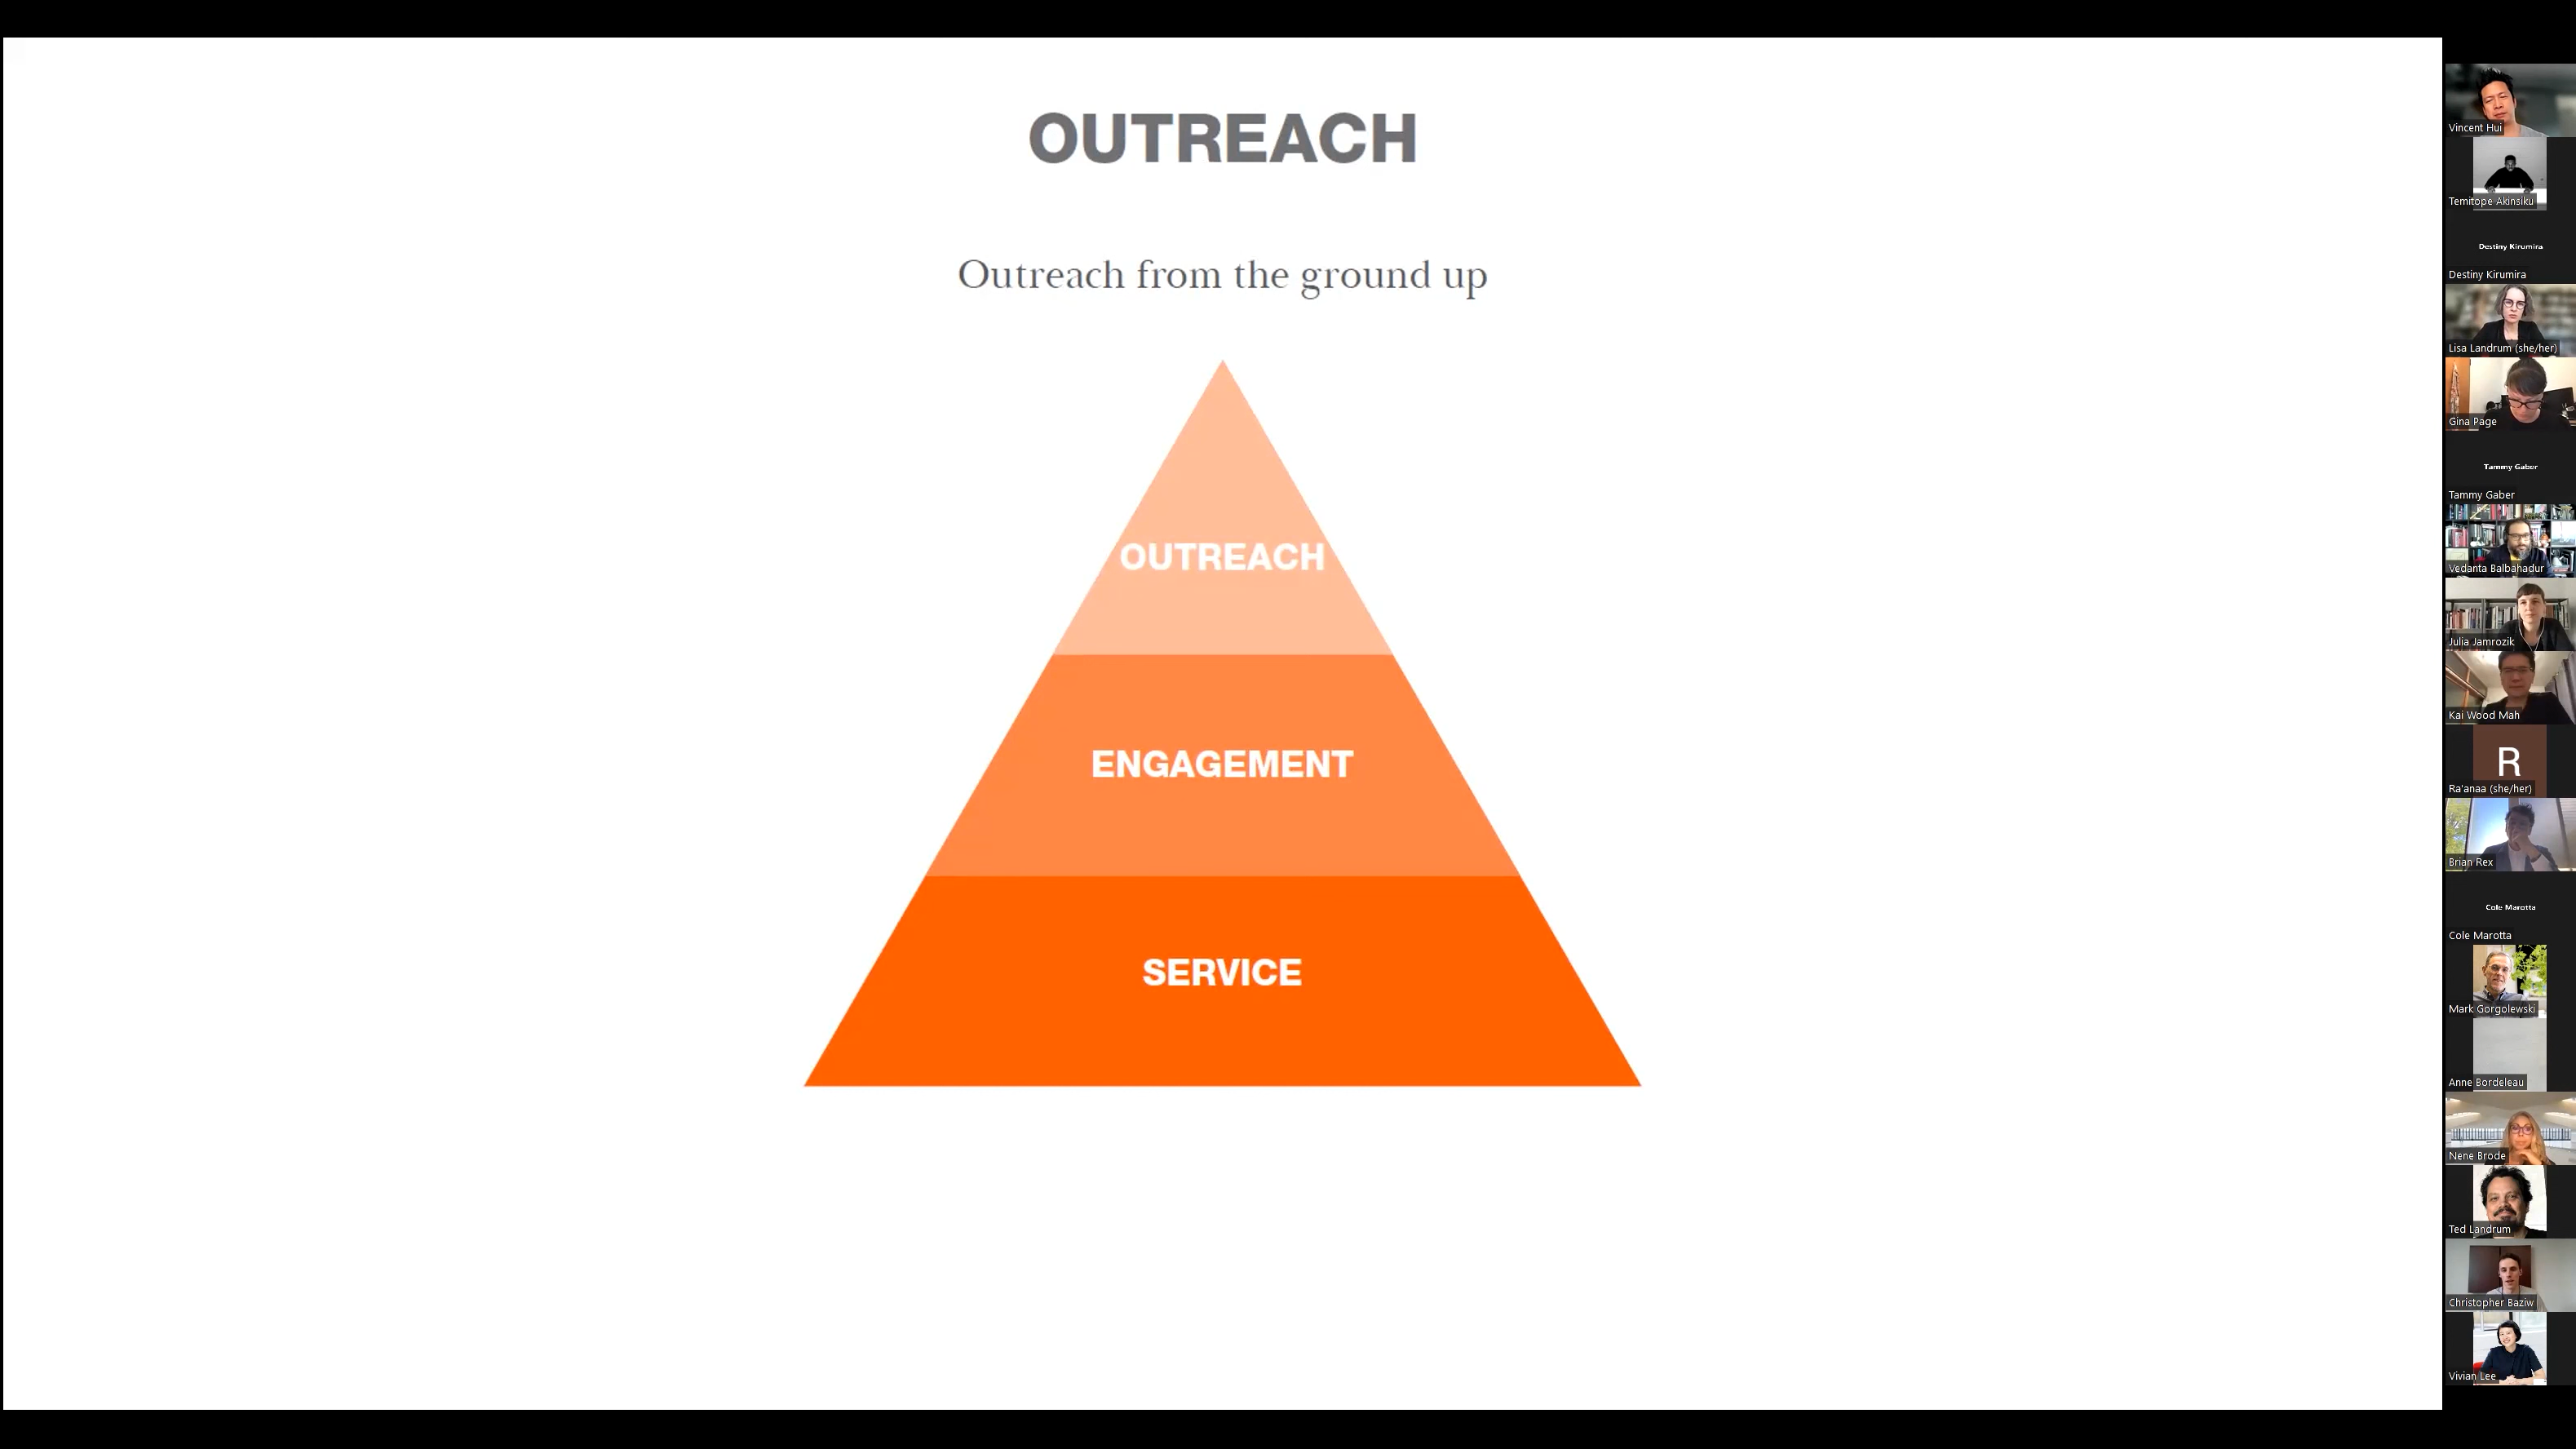 OUTREACH
Outreach from the ground up
OUTREACH
ENGAGEMENT
SERVICE
Vincent Hui
Temitope Akinsiku
Destiny Kirumira
Destiny Kirumira
Lisa Landrum (she/her)
Gina Page
Tammy Gaber
Tammy Gaber
Vedanta Balbahadur
Julia Jamrozik
Kai Wood Mah
R
Ra'anaa (she/her)
Brian Rex
Cole Marotta
Cole Marotta
Mark Gorgolewski
Anne Bordeleau
Nene Brode
Ted Landrum
Christopher Baziw
Vivian Lee